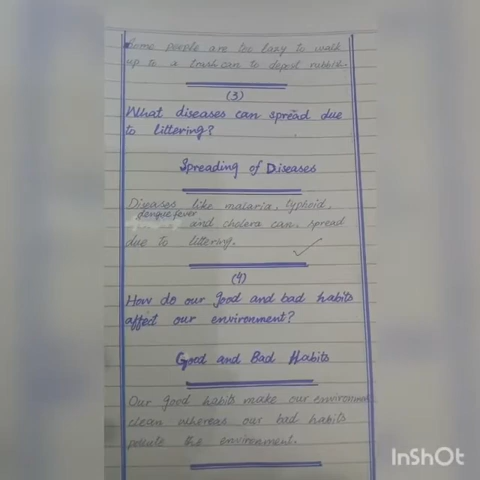 Some people are too lazy to walk
up to a trash can to depost rubbish.
(3)
What diseases can spread due
to littering?
Spreading of Diseases
Diseases like malaria, typhoid,
dengue fever
and cholera can spread
due to littering.
(4)
How do our good and bad habits
affect our environment?
Good and Bad Habits
Our good habits make our environment
clean whereas our bad habits
polute the environment.
InShOt